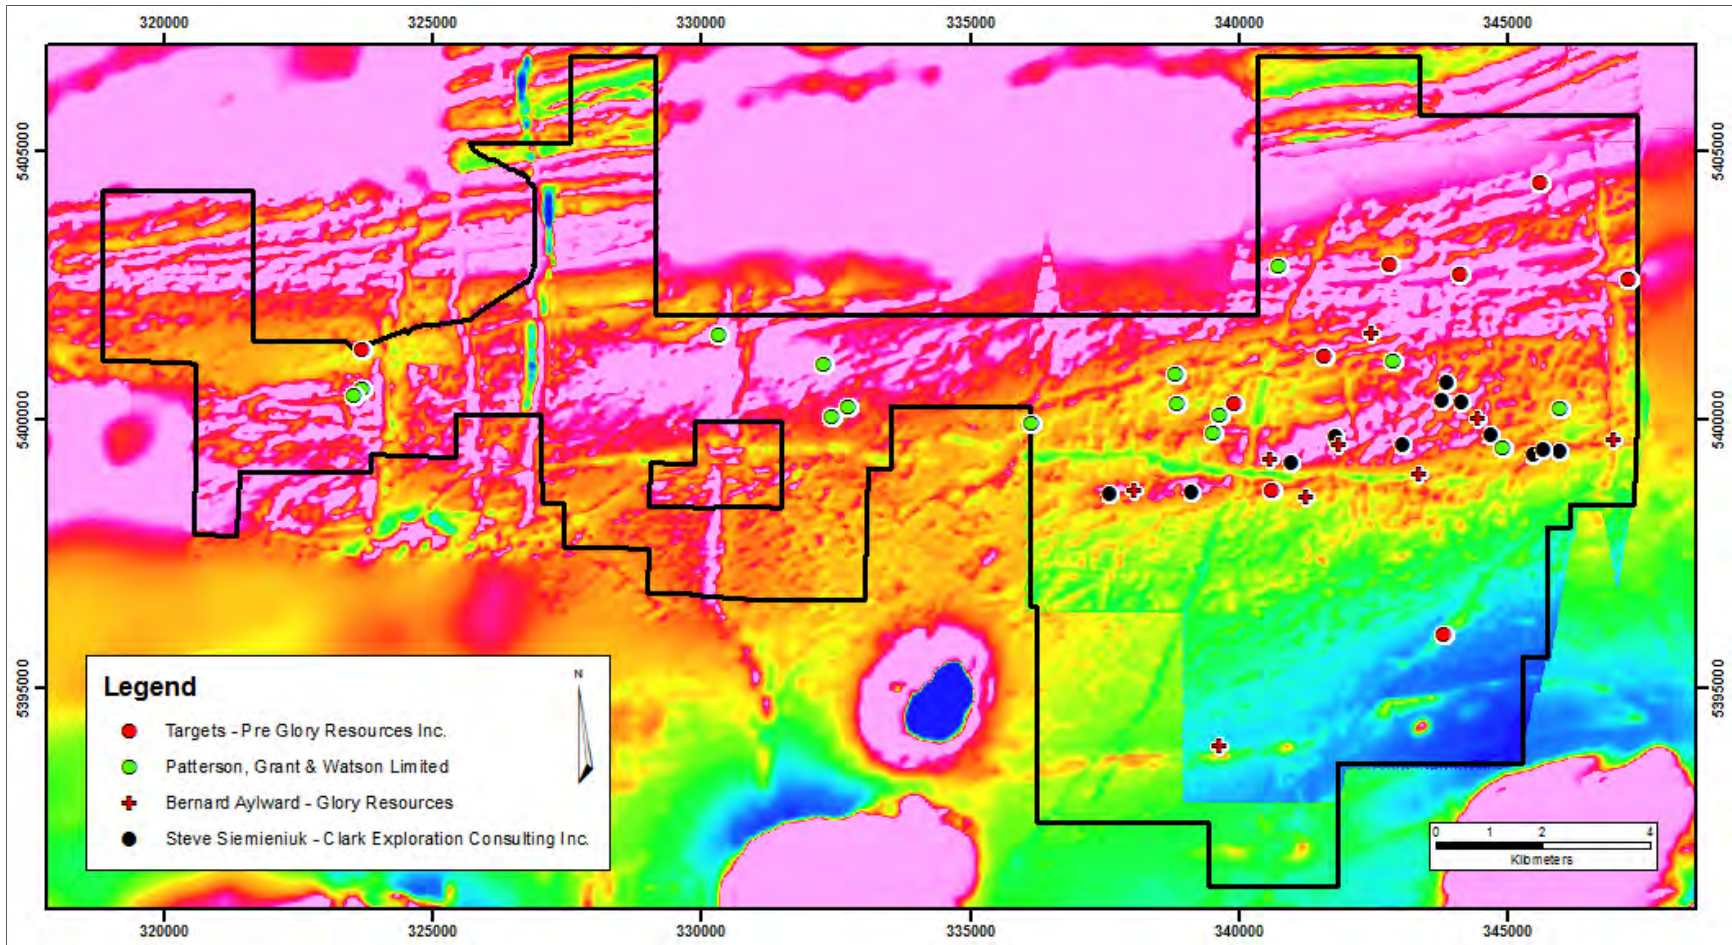 320000 325000 330000 335000 340000 345000
5405000 5405000
5400000 5400000
5395000 5395000
Legend
N
Targets - Pre Glory Resources Inc.
Patterson, Grant & Watson Limited
Bernard Aylward - Glory Resources
Steve Siemieniuk - Clark Exploration Consulting Inc.
0 1 2 4
Kilometers
320000 325000 330000 335000 340000 345000